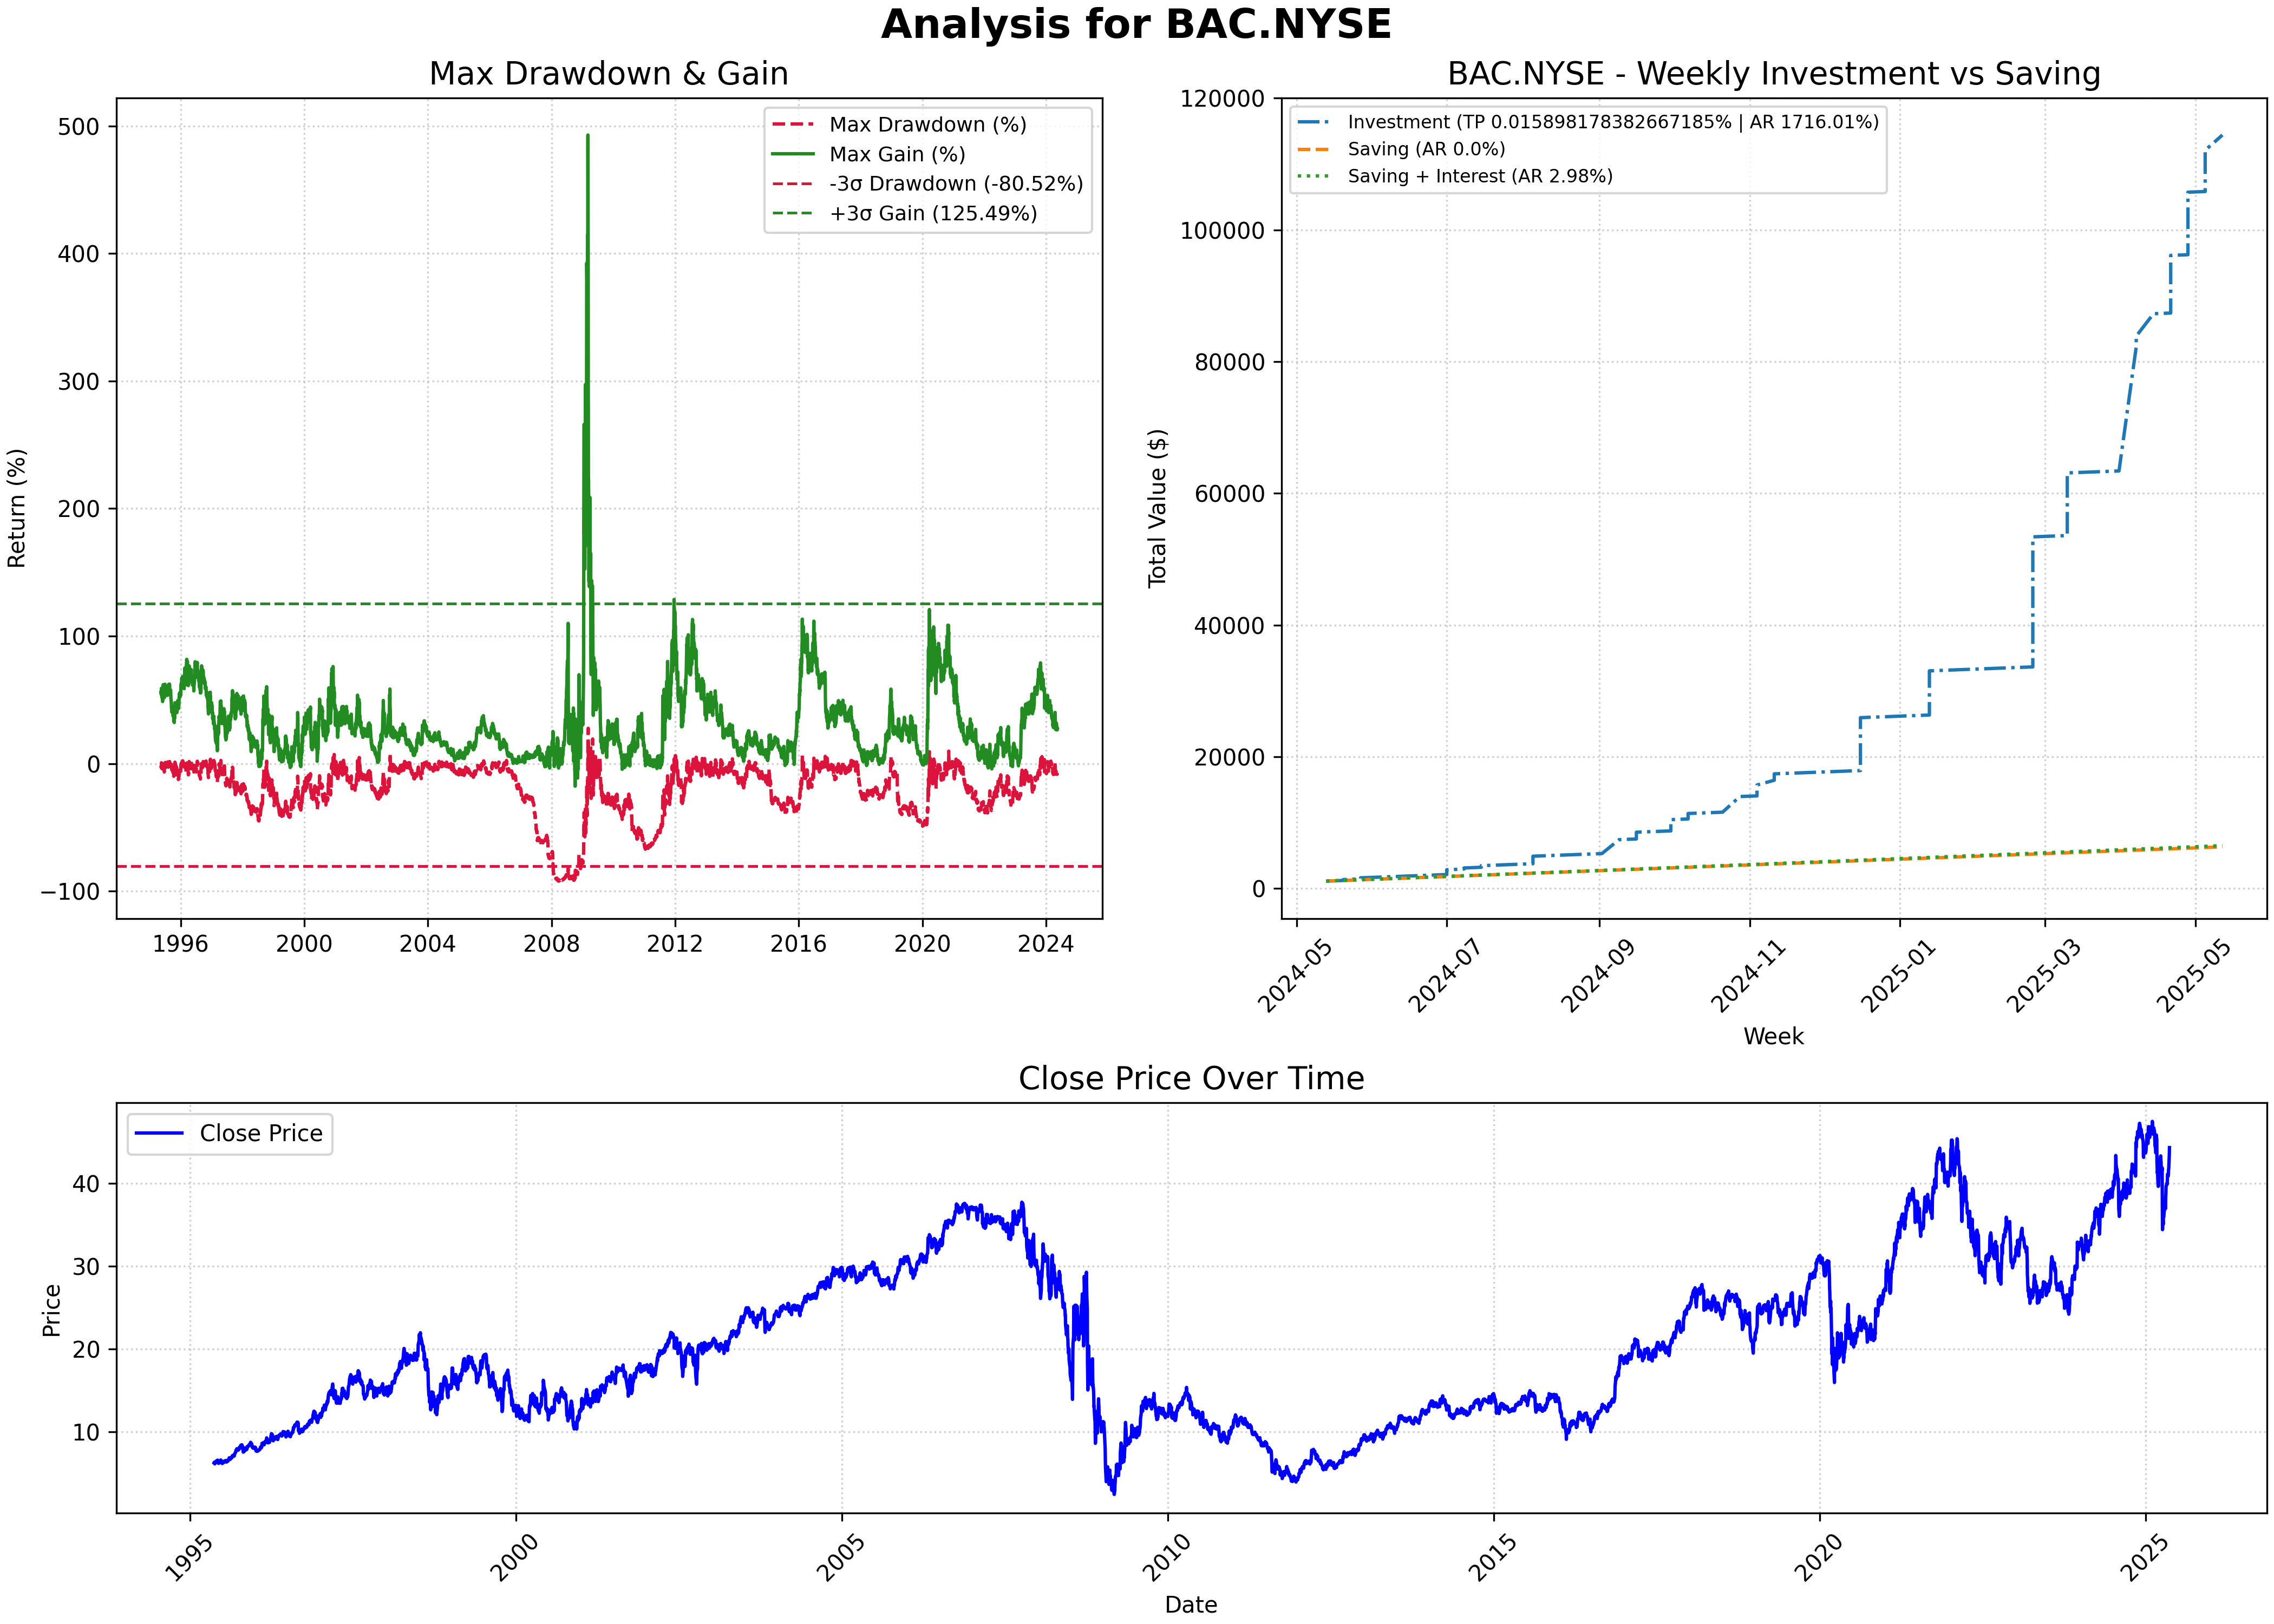 Analysis for BAC.NYSE
Max Drawdown & Gain
Return (%)
500
400
300
200
100
0
−100
Max Drawdown (%)
Max Gain (%)
-3σ Drawdown (-80.52%)
+3σ Gain (125.49%)
1996
2000
2004
2008
2012
2016
2020
2024
BAC.NYSE - Weekly Investment vs Saving
Total Value ($)
120000
100000
80000
60000
40000
20000
0
Investment (TP 0.015898178382667185% | AR 1716.01%)
Saving (AR 0.0%)
Saving + Interest (AR 2.98%)
2024-05
2024-07
2024-09
2024-11
2025-01
2025-03
2025-05
Week
Close Price Over Time
Price
40
30
20
10
Close Price
1995
2000
2005
2010
2015
2020
2025
Date